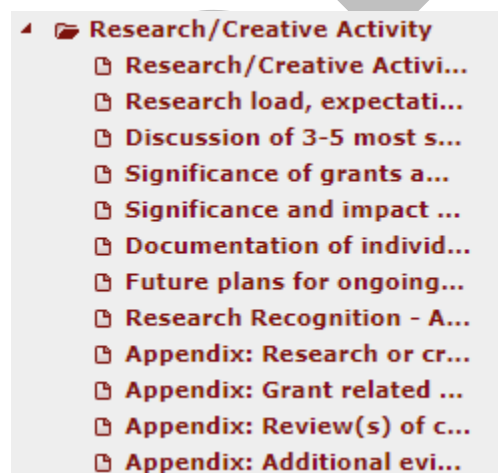 Research/Creative Activity
Research/Creative Activi...
Research load, expectati...
Discussion of 3-5 most s...
Significance of grants a...
Significance and impact ...
Documentation of individ...
Future plans for ongoing...
Research Recognition - A...
Appendix: Research or cr...
Appendix: Grant related ...
Appendix: Review(s) of c...
Appendix: Additional evi...